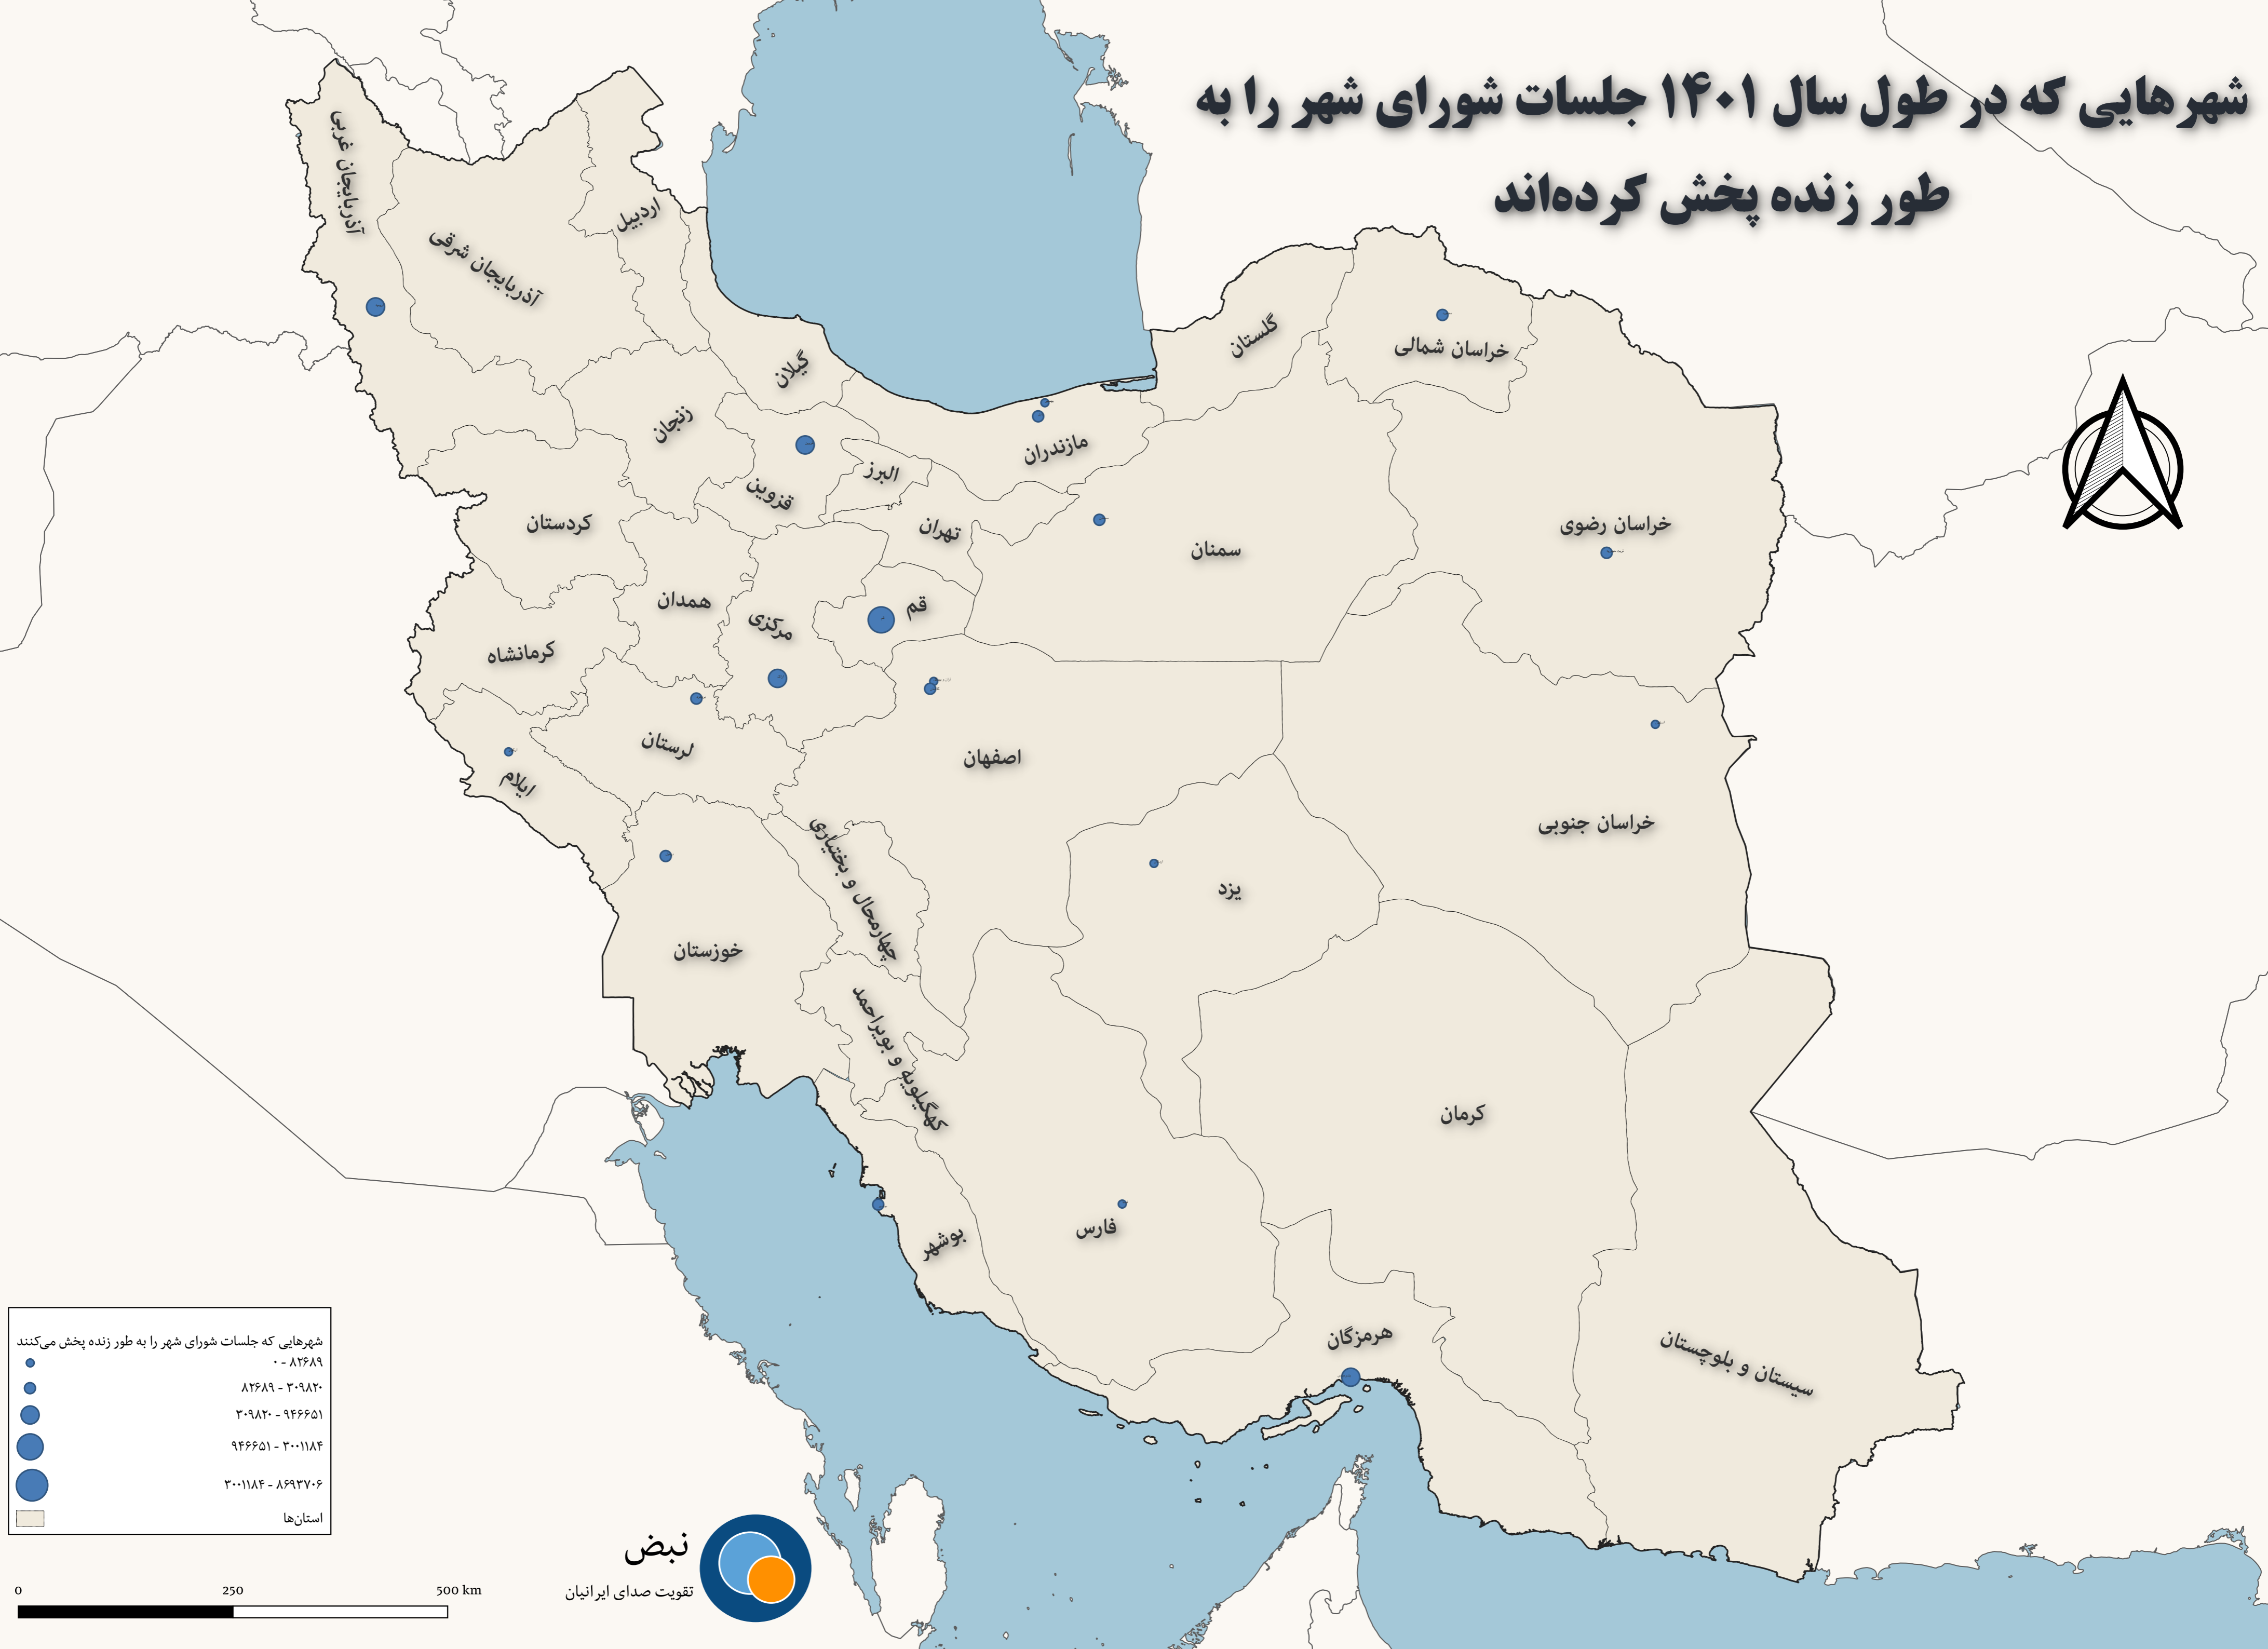 شهرهایی که در طول سال ۱۴۰۱ جلسات شورای شهر را به
طور زنده پخش کرده‌اند
آذربایجان غربی
آذربایجان شرقی
اردبیل
گیلان
زنجان
قزوین
البرز
مازندران
گلستان
خراسان شمالی
خراسان رضوی
سمنان
تهران
قم
کردستان
همدان
مرکزی
کرمانشاه
لرستان
ایلام
اصفهان
خراسان جنوبی
یزد
چهارمحال و بختیاری
خوزستان
کهگیلویه و بویراحمد
کرمان
فارس
بوشهر
هرمزگان
سیستان و بلوچستان
شهرهایی که جلسات شورای شهر را به طور زنده پخش می‌کنند
۰ - ۸۲۶۸۹
۸۲۶۸۹ - ۳۰۹۸۲۰
۳۰۹۸۲۰ - ۹۴۶۶۵۱
۹۴۶۶۵۱ - ۳۰۰۱۱۸۴
۳۰۰۱۱۸۴ - ۸۶۹۳۷۰۶
استان‌ها
نبض
تقویت صدای ایرانیان
0 250 500 km